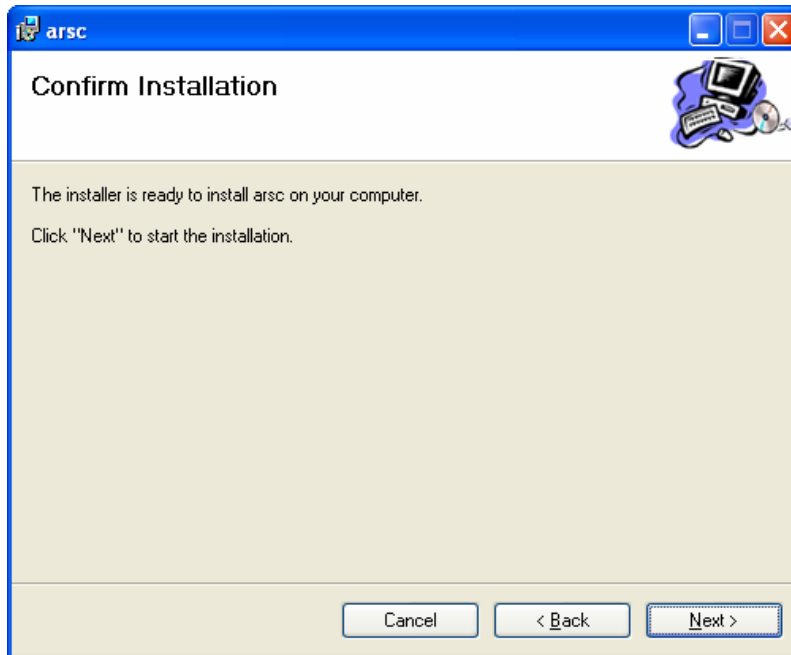 arsc
Confirm Installation
The installer is ready to install arsc on your computer.
Click "Next" to start the installation.
Cancel
< Back
Next >